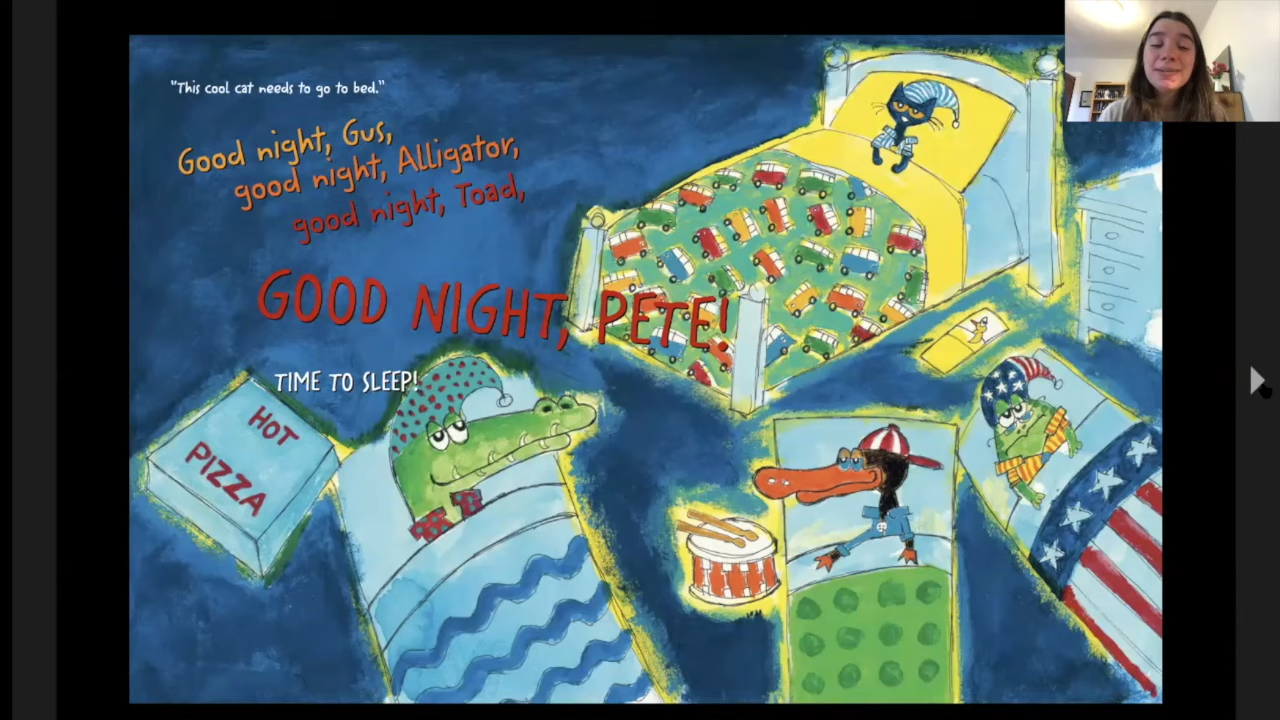 "This cool cat needs to go to bed."
Good night, Gus,
good night, Alligator,
good night, Toad,
GOOD NIGHT, PETE!
TIME TO SLEEP!
HOT
PIZZA